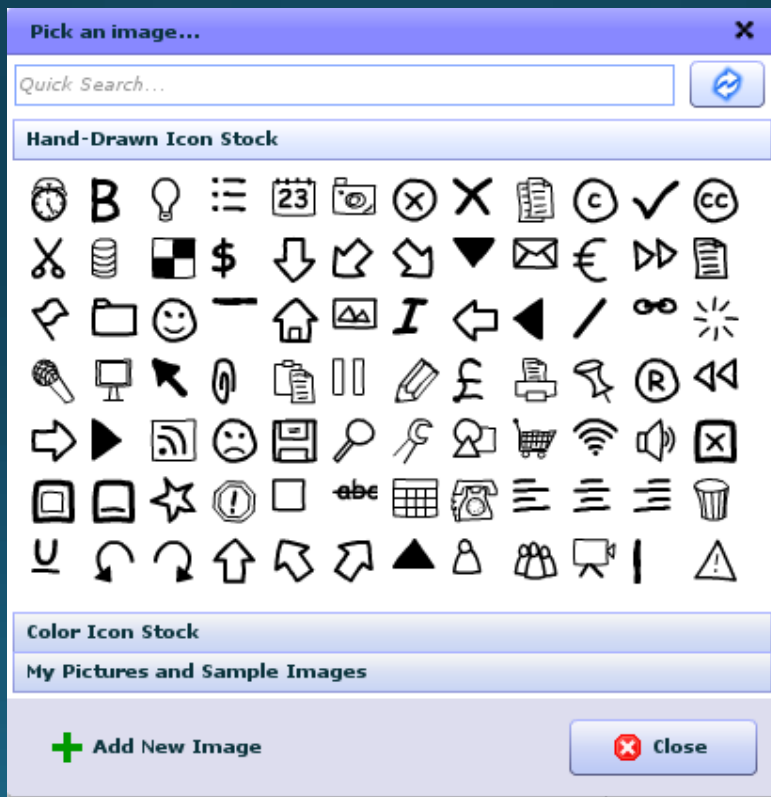 Pick an image...
Quick Search...
Hand-Drawn Icon Stock
B 23 C CC
$ €
I
£ R
abc
U
Color Icon Stock
My Pictures and Sample Images
Add New Image
Close